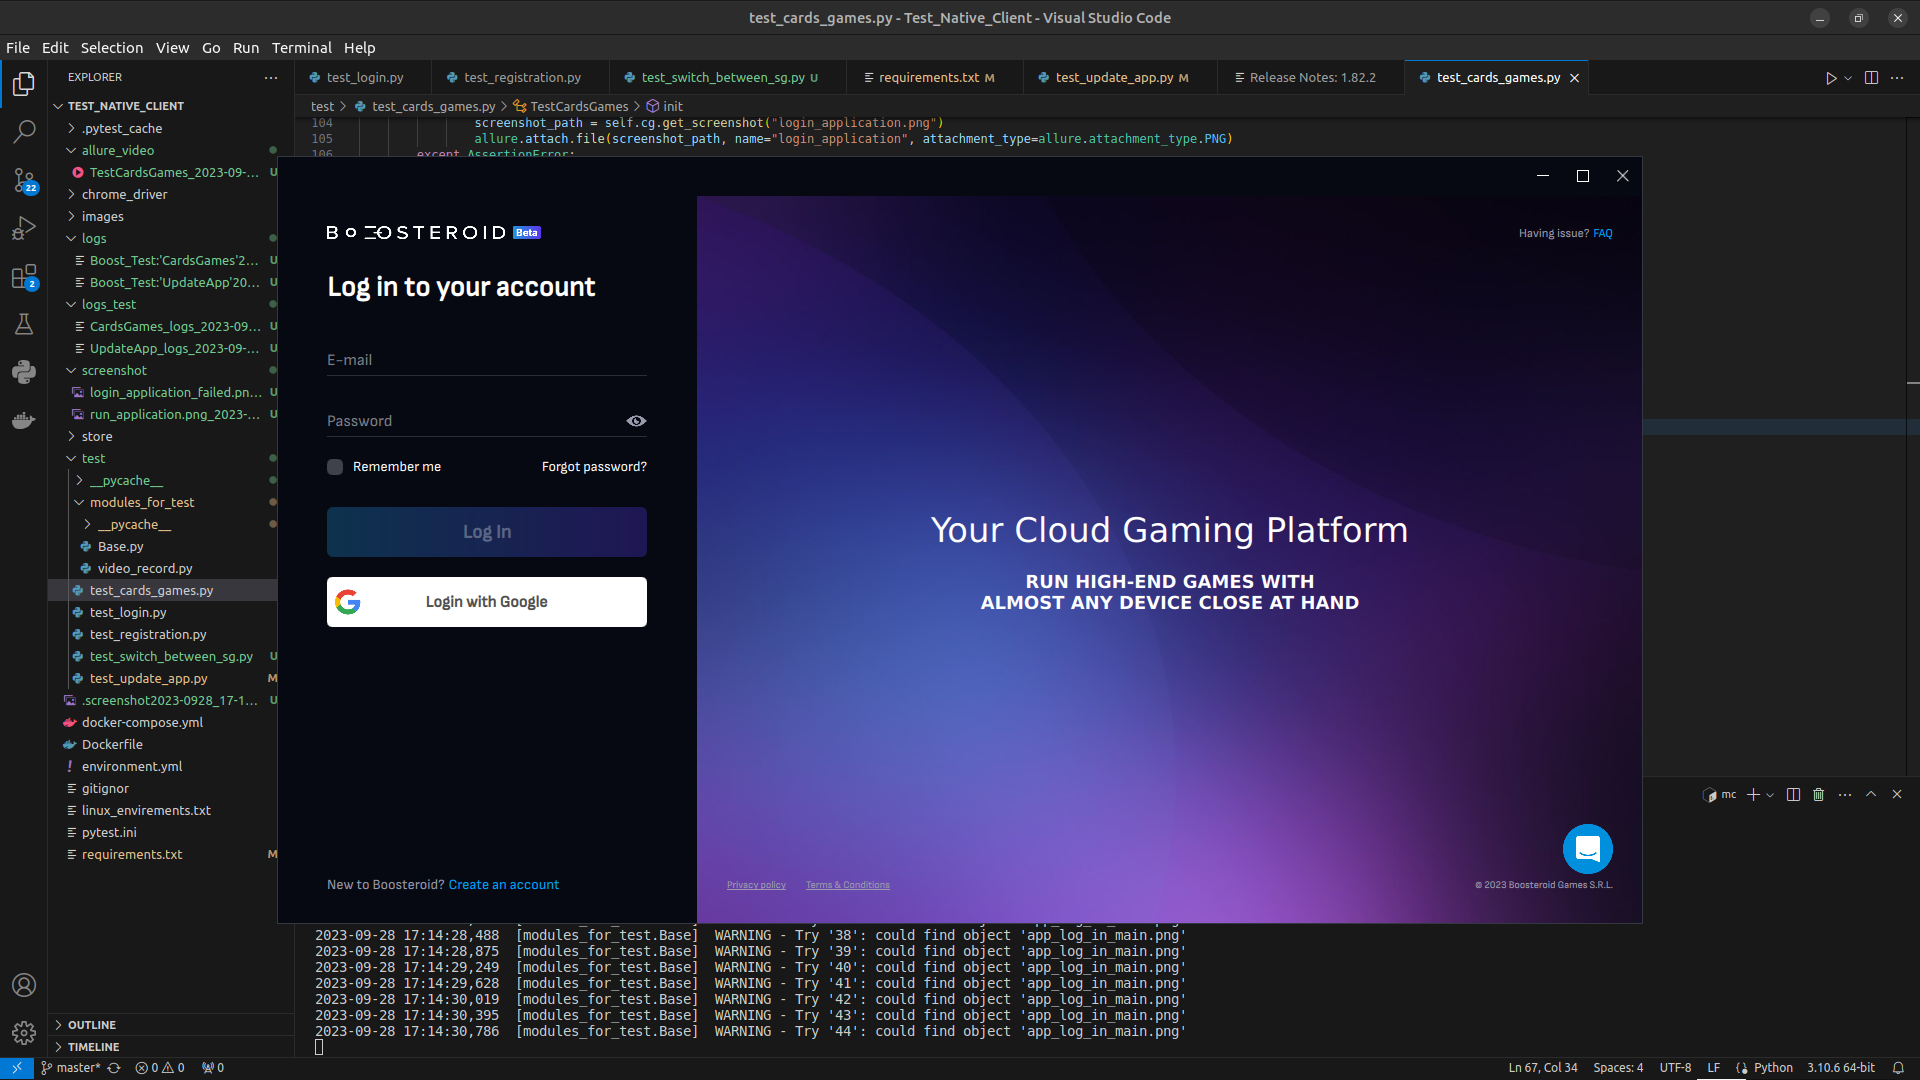 test_cards_games.py - Test_Native_Client - Visual Studio Code
File Edit Selection View Go Run Terminal Help
EXPLORER
TEST_NATIVE_CLIENT
.pytest_cache
allure_video
TestCardsGames_2023-09-... U
chrome_driver
images
logs
Boost_Test:'CardsGames'2... U
Boost_Test:'UpdateApp'20... U
logs_test
CardsGames_logs_2023-09... U
UpdateApp_logs_2023-09-... U
screenshot
login_application_failed.pn... U
run_application.png_2023-... U
store
test
__pycache__
modules_for_test
__pycache__
Base.py
video_record.py
test_cards_games.py
test_login.py
test_registration.py
test_switch_between_sg.py U
test_update_app.py M
.screenshot2023-0928_17-1... U
docker-compose.yml
Dockerfile
environment.yml
gitignor
linux_envirements.txt
pytest.ini
requirements.txt M
OUTLINE
TIMELINE
22
2
test_login.py
test_registration.py
test_switch_between_sg.py U
requirements.txt M
test_update_app.py M
Release Notes: 1.82.2
test_cards_games.py
test > test_cards_games.py > TestCardsGames > init
104 screenshot_path = self.cg.get_screenshot("login_application.png")
105 allure.attach.file(screenshot_path, name="login_application", attachment_type=allure.attachment_type.PNG)
106 except AssertionError:
BOOSTEROID Beta
Log in to your account
E-mail
Password
Remember me Forgot password?
Log In
Login with Google
New to Boosteroid? Create an account
Having issue? FAQ
Your Cloud Gaming Platform
RUN HIGH-END GAMES WITH
ALMOST ANY DEVICE CLOSE AT HAND
Privacy policy Terms & Conditions
© 2023 Boosteroid Games S.R.L.
mc
2023-09-28 17:14:28,488 [modules_for_test.Base] WARNING - Try '38': could find object 'app_log_in_main.png'
2023-09-28 17:14:28,875 [modules_for_test.Base] WARNING - Try '39': could find object 'app_log_in_main.png'
2023-09-28 17:14:29,249 [modules_for_test.Base] WARNING - Try '40': could find object 'app_log_in_main.png'
2023-09-28 17:14:29,628 [modules_for_test.Base] WARNING - Try '41': could find object 'app_log_in_main.png'
2023-09-28 17:14:30,019 [modules_for_test.Base] WARNING - Try '42': could find object 'app_log_in_main.png'
2023-09-28 17:14:30,395 [modules_for_test.Base] WARNING - Try '43': could find object 'app_log_in_main.png'
2023-09-28 17:14:30,786 [modules_for_test.Base] WARNING - Try '44': could find object 'app_log_in_main.png'
master* 0 0 0
Ln 67, Col 34 Spaces: 4 UTF-8 LF Python 3.10.6 64-bit